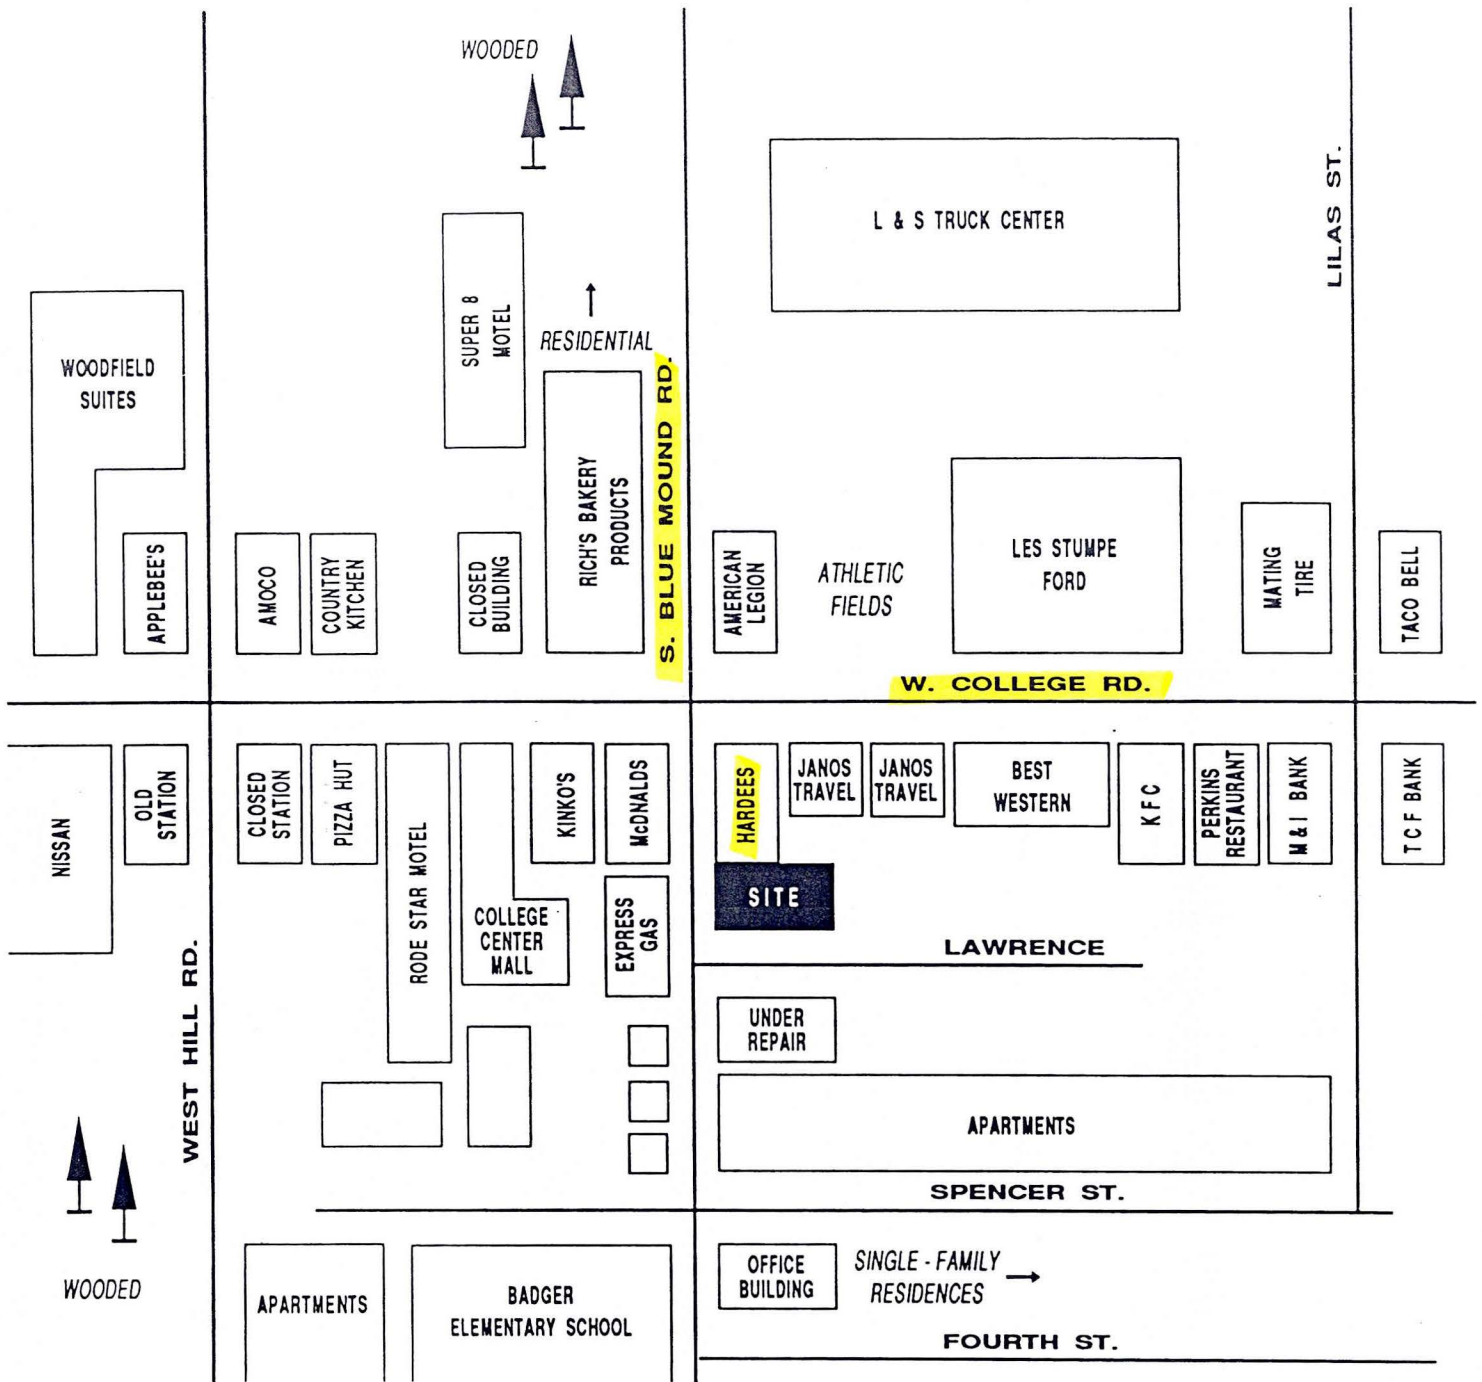 WOODED
L & S TRUCK CENTER
LILAS ST.
SUPER 8
MOTEL
RESIDENTIAL
WOODFIELD
SUITES
S. BLUE MOUND RD.
RICH'S BAKERY
PRODUCTS
APPLEBEE'S
AMOCO
COUNTRY
KITCHEN
CLOSED
BUILDING
AMERICAN
LEGION
ATHLETIC
FIELDS
LES STUMPE
FORD
MATING
TIRE
TACO BELL
W. COLLEGE RD.
NISSAN
OLD
STATION
CLOSED
STATION
PIZZA HUT
RODE STAR MOTEL
COLLEGE
CENTER
MALL
KINKO'S
McDNALDS
HARDEES
JANOS
TRAVEL
JANOS
TRAVEL
BEST
WESTERN
KFC
PERKINS
RESTAURANT
M & I BANK
TCF BANK
SITE
EXPRESS
GAS
LAWRENCE
WEST HILL RD.
UNDER
REPAIR
APARTMENTS
SPENCER ST.
WOODED
APARTMENTS
BADGER
ELEMENTARY SCHOOL
OFFICE
BUILDING
SINGLE - FAMILY
RESIDENCES
FOURTH ST.